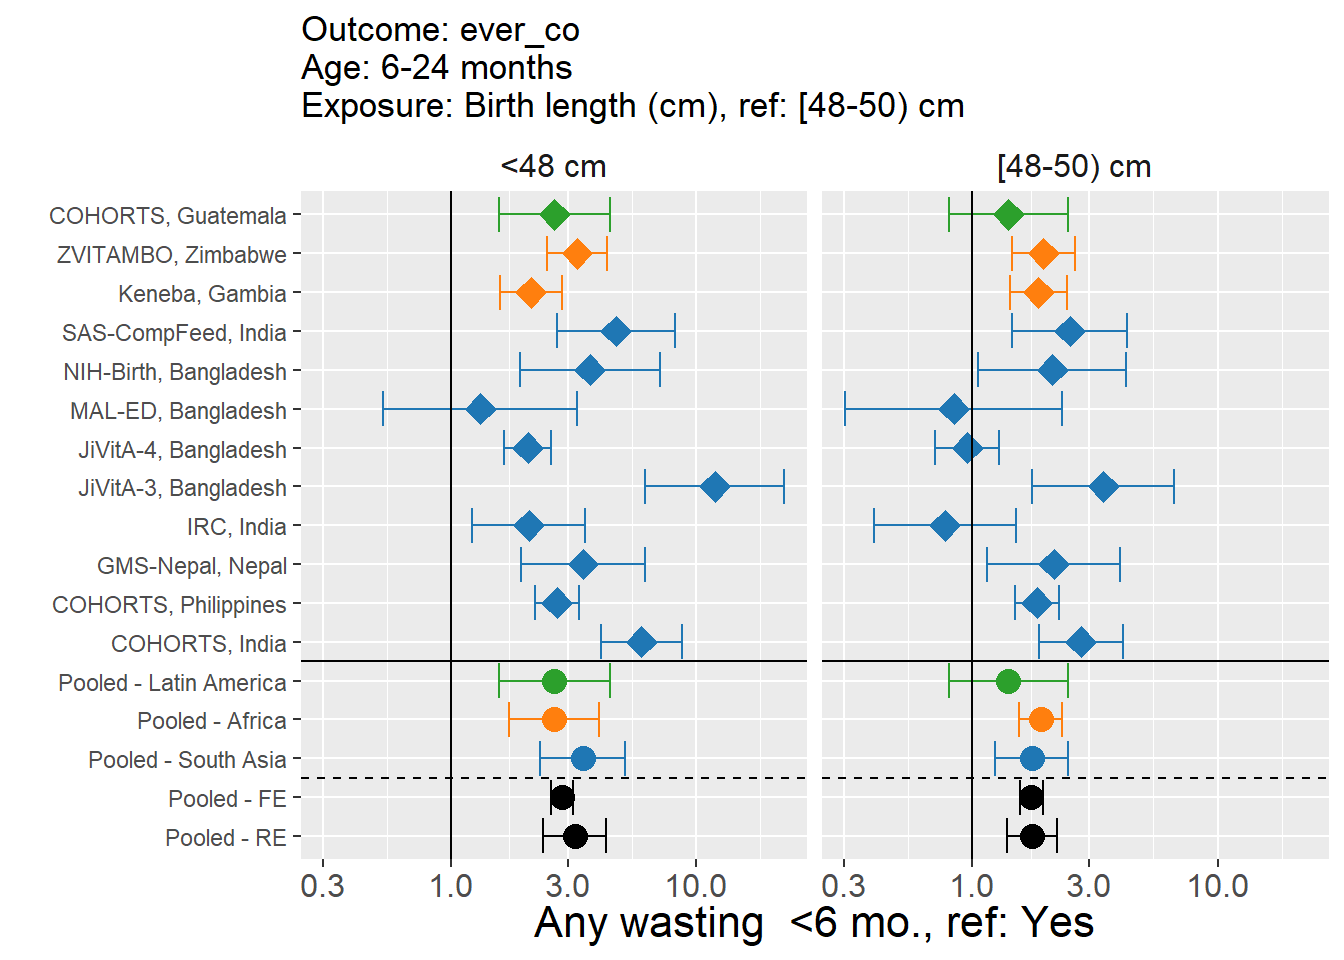 Outcome: ever_co
Age: 6-24 months
Exposure: Birth length (cm), ref: [48-50) cm
<48 cm
[48-50) cm
COHORTS, Guatemala
ZVITAMBO, Zimbabwe
Keneba, Gambia
SAS-CompFeed, India
NIH-Birth, Bangladesh
MAL-ED, Bangladesh
JiVitA-4, Bangladesh
JiVitA-3, Bangladesh
IRC, India
GMS-Nepal, Nepal
COHORTS, Philippines
COHORTS, India
Pooled - Latin America
Pooled - Africa
Pooled - South Asia
Pooled - FE
Pooled - RE
0.3 1.0 3.0 10.0
0.3 1.0 3.0 10.0
Any wasting  <6 mo., ref: Yes